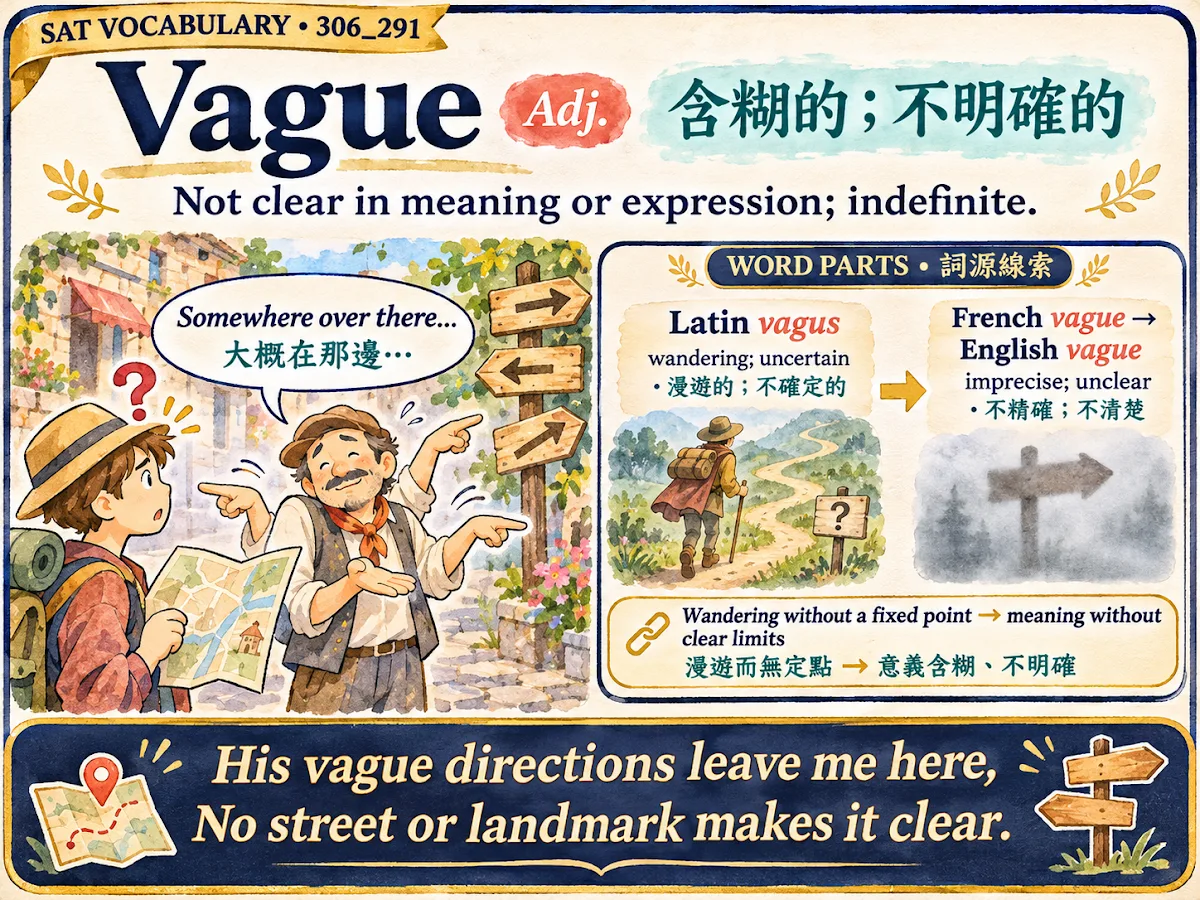 SAT VOCABULARY • 306_291
Vague
Adj.
含糊的；不明確的
Not clear in meaning or expression; indefinite.
Somewhere over there...
大概在那邊…
?
WORD PARTS • 詞源線索
Latin vagus
wandering; uncertain
• 漫遊的；不確定的
?
French vague →
English vague
imprecise; unclear
• 不精確；不清楚
Wandering without a fixed point → meaning without
clear limits
漫遊而無定點 → 意義含糊、不明確
His vague directions leave me here,
No street or landmark makes it clear.